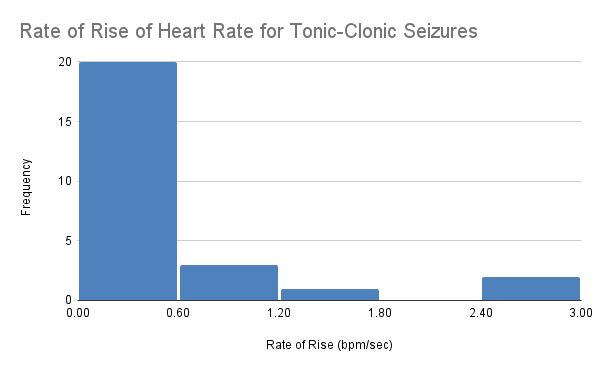 Rate of Rise of Heart Rate for Tonic-Clonic Seizures
20
15
10
5
0
Frequency
0.00 0.60 1.20 1.80 2.40 3.00
Rate of Rise (bpm/sec)